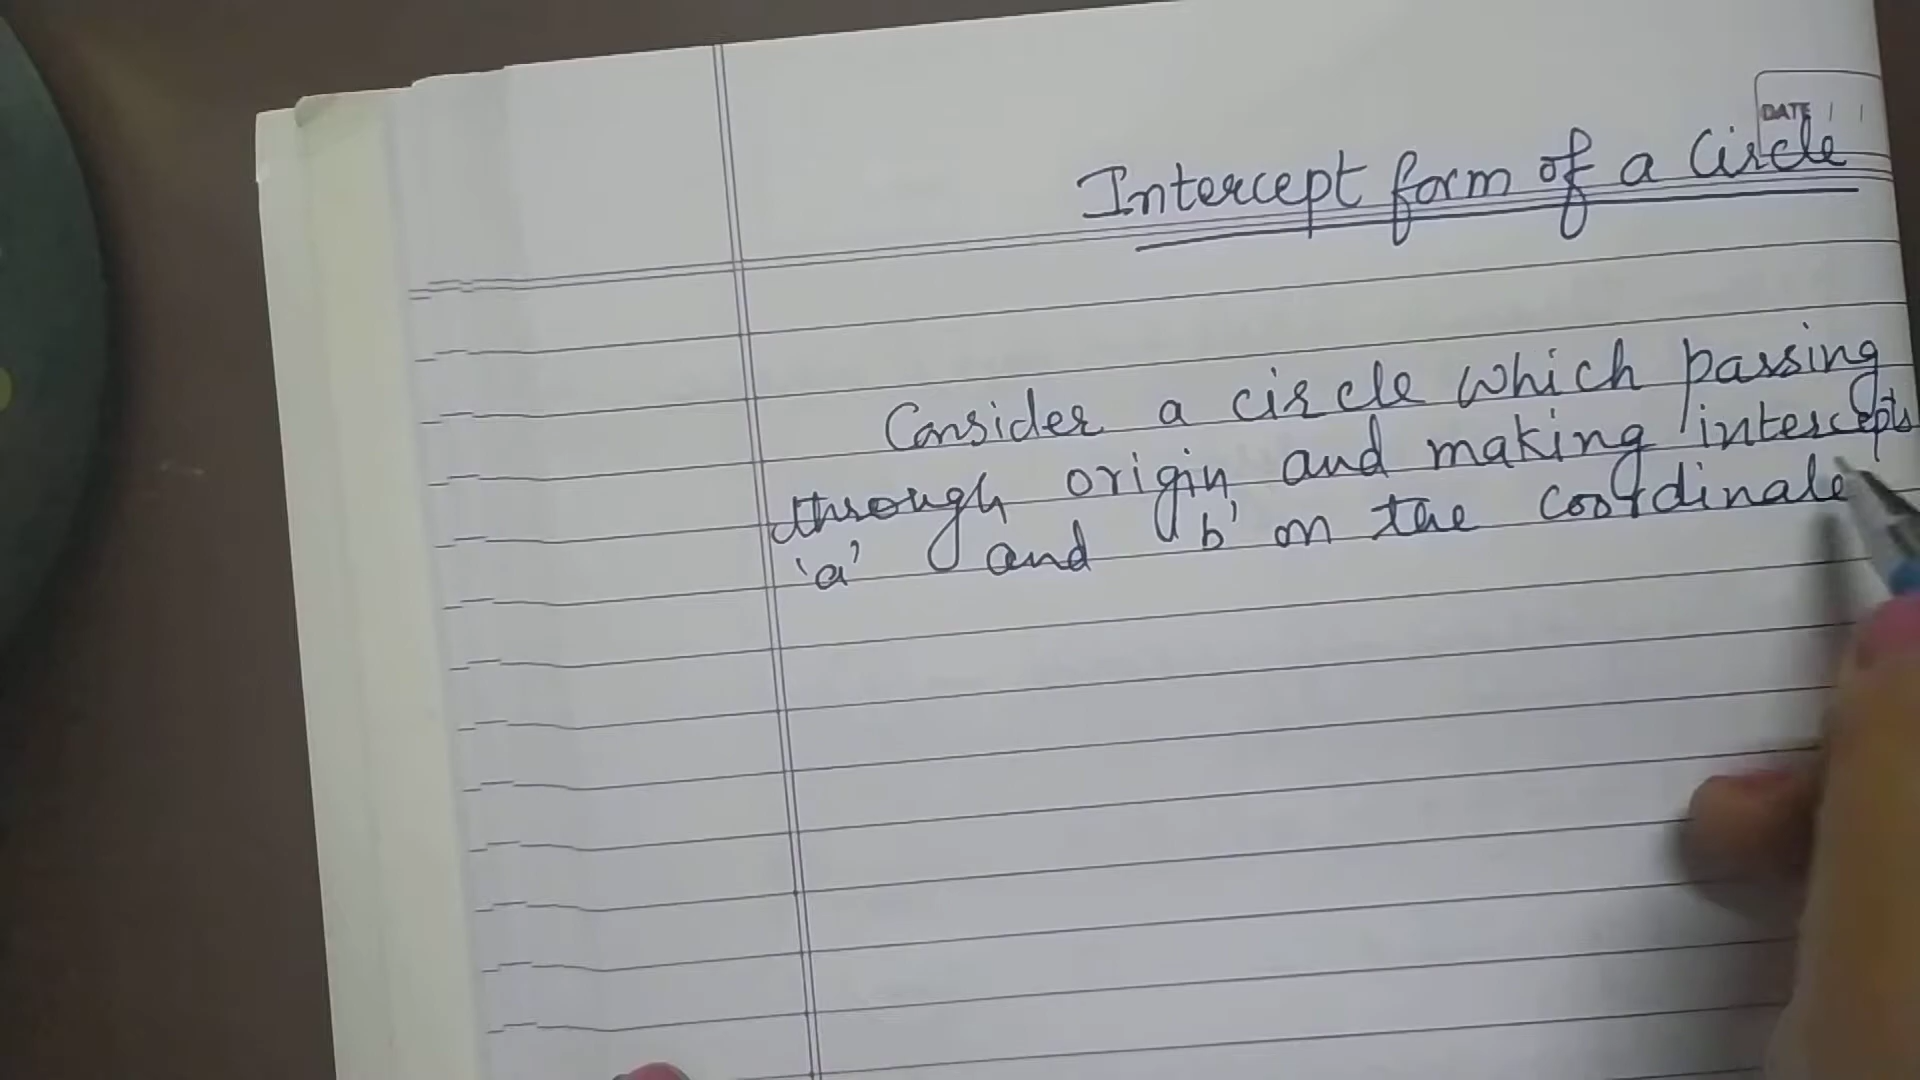 DATE / /
Intercept form of a Circle
Consider a circle which passing
through origin and making intercepts
'a' and 'b' on the coordinate